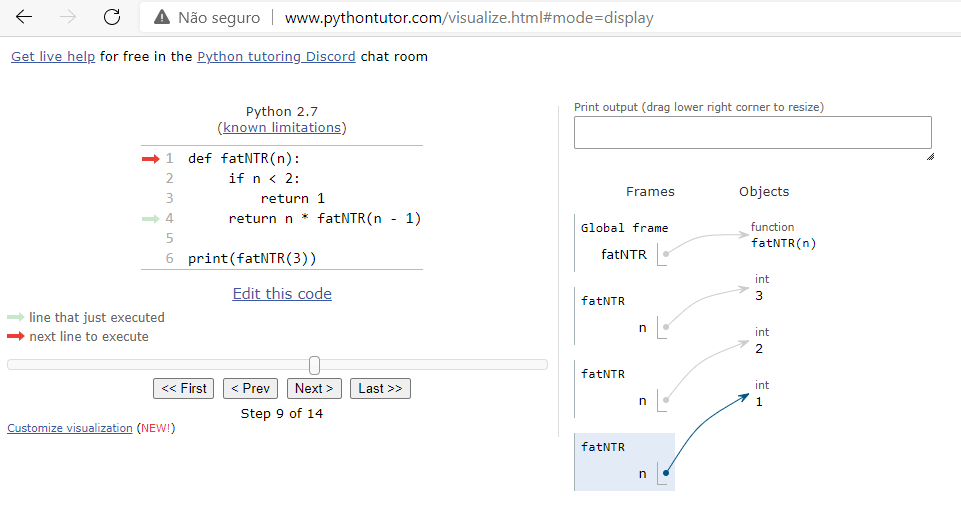 Não seguro | www.pythontutor.com/visualize.html#mode=display
Get live help for free in the Python tutoring Discord chat room
Python 2.7
(known limitations)
1 def fatNTR(n):
2 if n < 2:
3 return 1
4 return n * fatNTR(n - 1)
5
6 print(fatNTR(3))
Edit this code
line that just executed
next line to execute
<< First
< Prev
Next >
Last >>
Step 9 of 14
Customize visualization (NEW!)
Print output (drag lower right corner to resize)
Frames
Objects
Global frame
fatNTR
function
fatNTR(n)
fatNTR
n
int
3
fatNTR
n
int
2
fatNTR
n
int
1